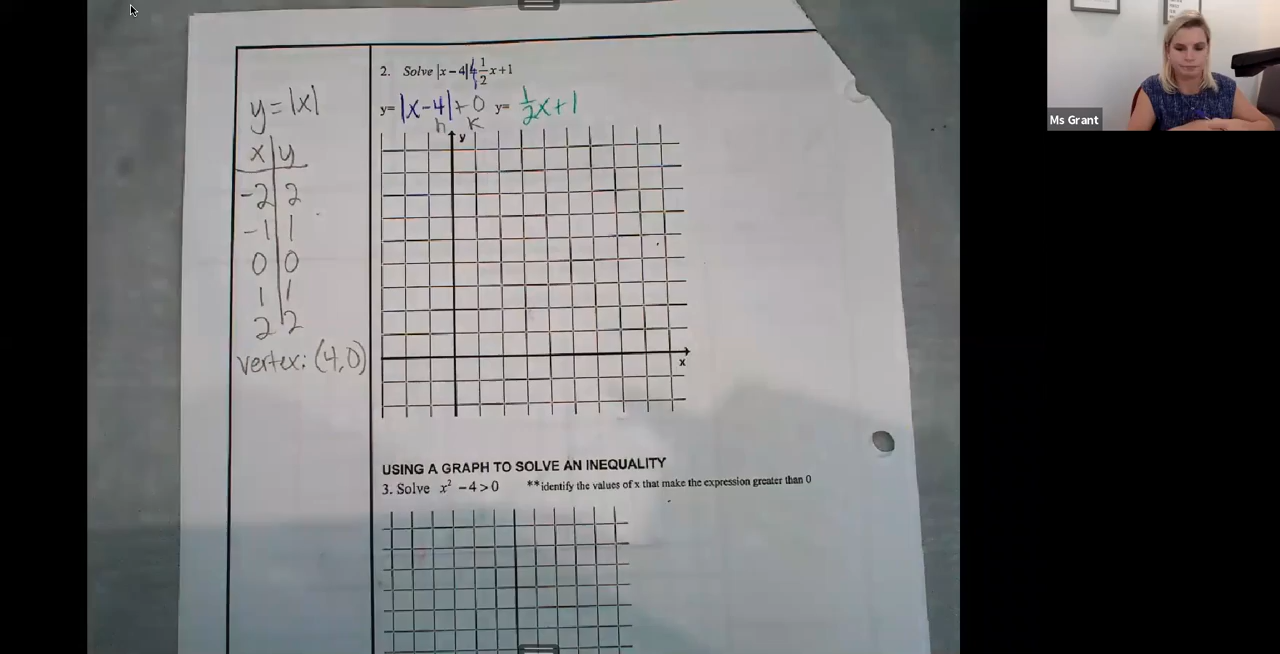 2. Solve |x-4| = 1/2 x+1
y= |x-4|+0 y= 1/2 x+1
h k
y
y=|x|
x y
-2 2
-1 1
0 0
1 1
2 2
vertex: (4,0)
x
USING A GRAPH TO SOLVE AN INEQUALITY
3. Solve x² -4>0 **identify the values of x that make the expression greater than 0
Ms Grant